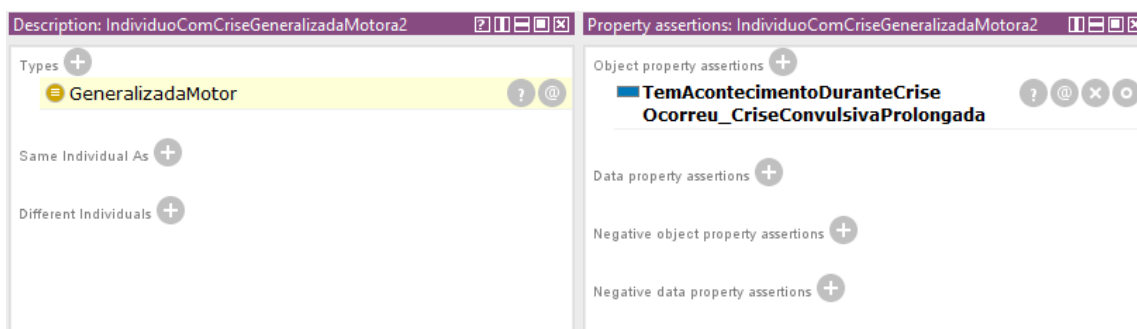 Description: IndividuoComCriseGeneralizadaMotora2
Types
GeneralizadaMotor
Same Individual As
Different Individuals
Property assertions: IndividuoComCriseGeneralizadaMotora2
Object property assertions
TemAcontecimentoDuranteCrise
Ocorreu_CriseConvulsivaProlongada
Data property assertions
Negative object property assertions
Negative data property assertions